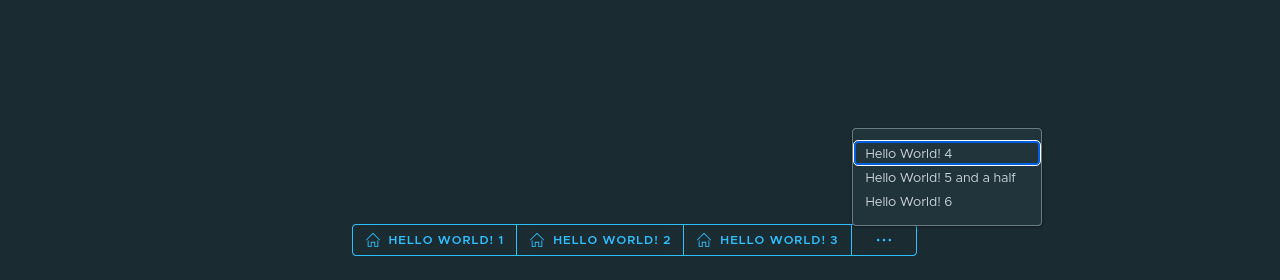 Hello World! 4
Hello World! 5 and a half
Hello World! 6
HELLO WORLD! 1 HELLO WORLD! 2 HELLO WORLD! 3 ...